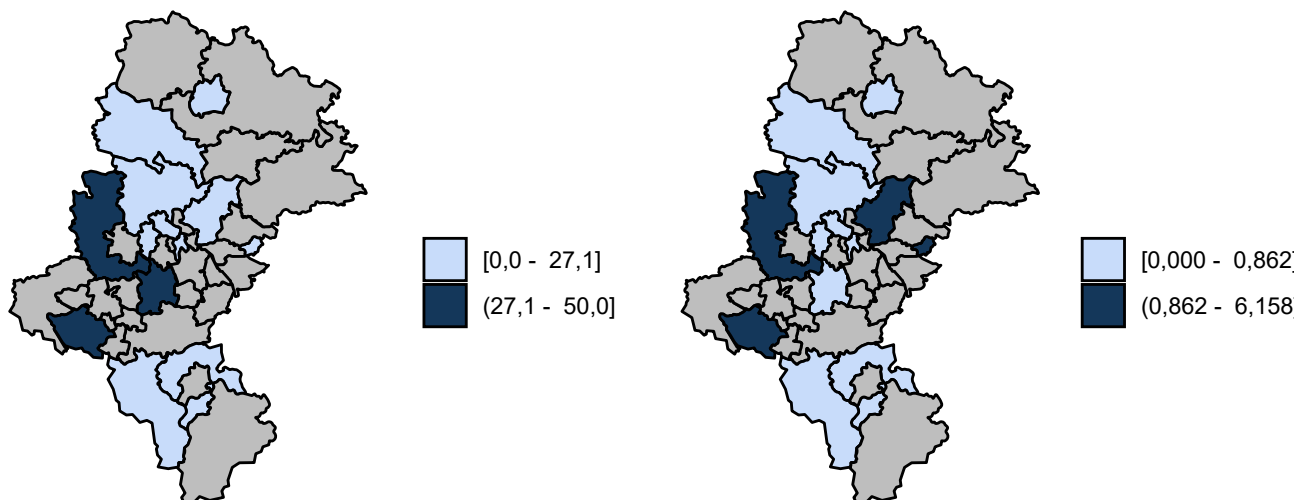 [0,0 - 27,1]
(27,1 - 50,0]
[0,000 - 0,862]
(0,862 - 6,158]